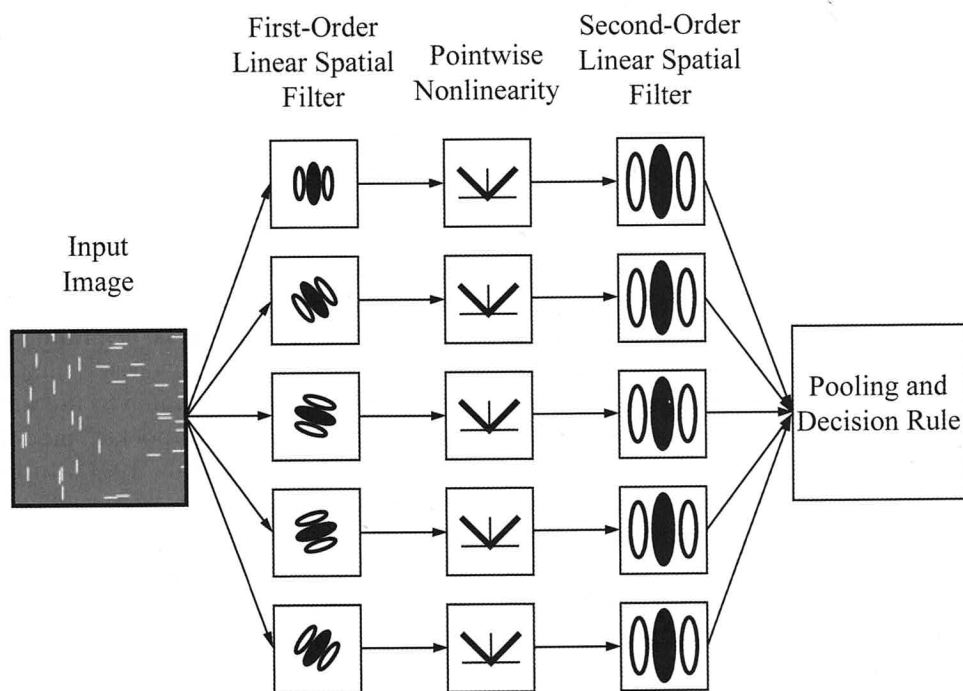 First-Order
Linear Spatial
Filter
Pointwise
Nonlinearity
Second-Order
Linear Spatial
Filter
Input
Image
Pooling and
Decision Rule